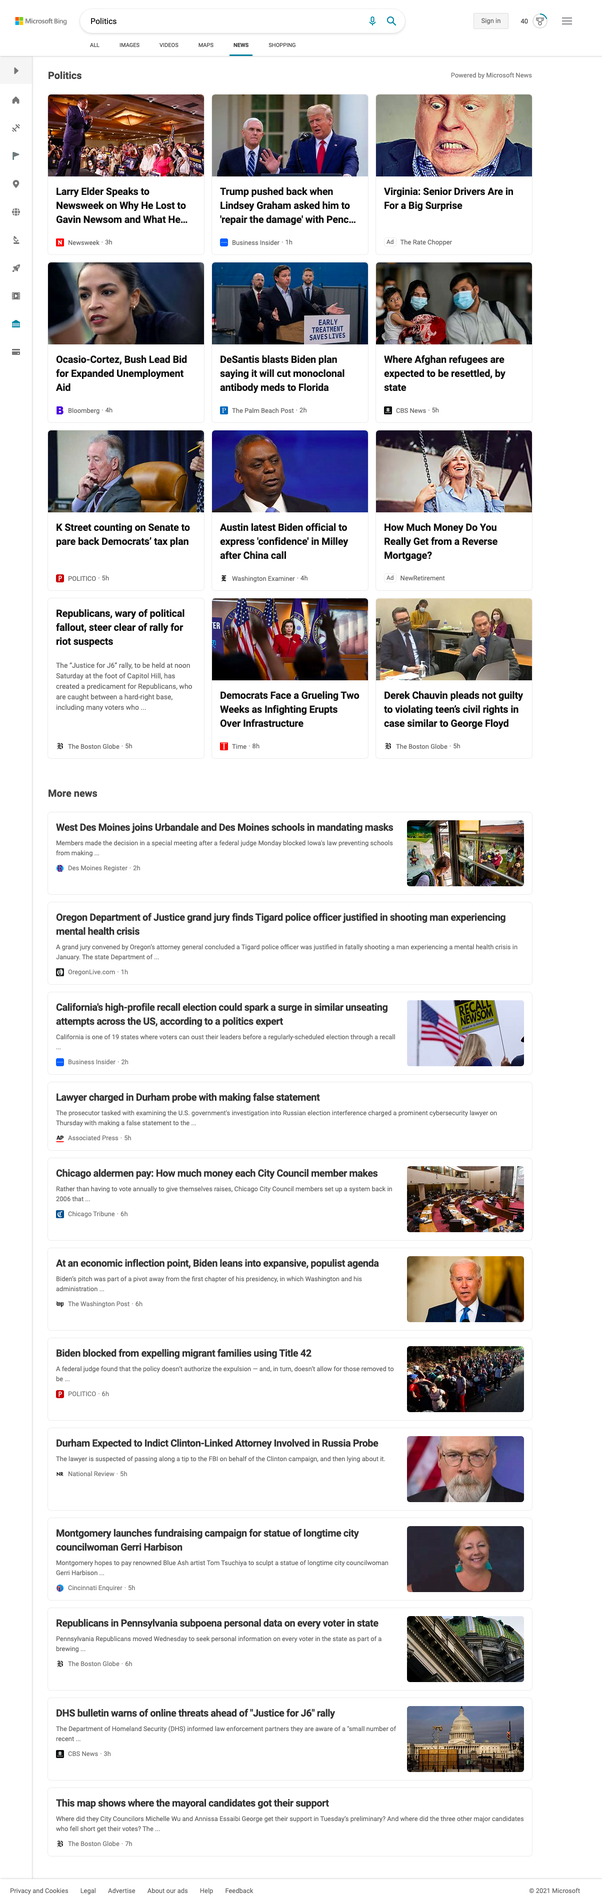 Microsoft Bing
Politics
Sign in
40
ALL
IMAGES
VIDEOS
MAPS
NEWS
SHOPPING
Politics
Powered by Microsoft News
Larry Elder Speaks to
Newsweek on Why He Lost to
Gavin Newsom and What He...
Newsweek · 3h
Trump pushed back when
Lindsey Graham asked him to
'repair the damage' with Penc...
Business Insider · 1h
Virginia: Senior Drivers Are in
For a Big Surprise
Ad The Rate Chopper
Ocasio-Cortez, Bush Lead Bid
for Expanded Unemployment
Aid
Bloomberg · 4h
EARLY
TREATMENT
SAVES LIVES
DeSantis blasts Biden plan
saying it will cut monoclonal
antibody meds to Florida
The Palm Beach Post · 2h
Where Afghan refugees are
expected to be resettled, by
state
CBS News · 5h
K Street counting on Senate to
pare back Democrats' tax plan
POLITICO · 5h
Austin latest Biden official to
express 'confidence' in Milley
after China call
Washington Examiner · 4h
How Much Money Do You
Really Get from a Reverse
Mortgage?
Ad NewRetirement
Republicans, wary of political
fallout, steer clear of rally for
riot suspects
The "Justice for J6" rally, to be held at noon
Saturday at the foot of Capitol Hill, has
created a predicament for Republicans, who
are caught between a hard-right base,
including many voters who ...
The Boston Globe · 5h
Democrats Face a Grueling Two
Weeks as Infighting Erupts
Over Infrastructure
Time · 8h
Derek Chauvin pleads not guilty
to violating teen's civil rights in
case similar to George Floyd
The Boston Globe · 5h
More news
West Des Moines joins Urbandale and Des Moines schools in mandating masks
Members made the decision in a special meeting after a federal judge Monday blocked Iowa's law preventing schools
from making ...
Des Moines Register · 2h
Oregon Department of Justice grand jury finds Tigard police officer justified in shooting man experiencing
mental health crisis
A grand jury convened by Oregon's attorney general concluded a Tigard police officer was justified in fatally shooting a man experiencing a mental health crisis in
January. The state Department of ...
OregonLive.com · 1h
California's high-profile recall election could spark a surge in similar unseating
attempts across the US, according to a politics expert
California is one of 19 states where voters can oust their leaders before a regularly-scheduled election through a recall
...
Business Insider · 2h
RECALL
NEWSOM
Lawyer charged in Durham probe with making false statement
The prosecutor tasked with examining the U.S. government's investigation into Russian election interference charged a prominent cybersecurity lawyer on
Thursday with making a false statement to the ...
AP Associated Press · 5h
Chicago aldermen pay: How much money each City Council member makes
Rather than having to vote annually to give themselves raises, Chicago City Council members set up a system back in
2006 that ...
Chicago Tribune · 6h
At an economic inflection point, Biden leans into expansive, populist agenda
Biden's pitch was part of a pivot away from the first chapter of his presidency, in which Washington and his
administration ...
wp The Washington Post · 6h
Biden blocked from expelling migrant families using Title 42
A federal judge found that the policy doesn't authorize the expulsion — and, in turn, doesn't allow for those removed to
be ...
POLITICO · 6h
Durham Expected to Indict Clinton-Linked Attorney Involved in Russia Probe
The lawyer is suspected of passing along a tip to the FBI on behalf of the Clinton campaign, and then lying about it.
NR National Review · 5h
Montgomery launches fundraising campaign for statue of longtime city
councilwoman Gerri Harbison
Montgomery hopes to pay renowned Blue Ash artist Tom Tsuchiya to sculpt a statue of longtime city councilwoman
Gerri Harbison ...
Cincinnati Enquirer · 5h
Republicans in Pennsylvania subpoena personal data on every voter in state
Pennsylvania Republicans moved Wednesday to seek personal information on every voter in the state as part of a
brewing ...
The Boston Globe · 6h
DHS bulletin warns of online threats ahead of "Justice for J6" rally
The Department of Homeland Security (DHS) informed law enforcement partners they are aware of a "small number of
recent ...
CBS News · 3h
This map shows where the mayoral candidates got their support
Where did they City Councilors Michelle Wu and Annissa Essaibi George get their support in Tuesday's preliminary? And where did the three other major candidates
who fell short get their votes? The ...
The Boston Globe · 7h
Privacy and Cookies
Legal
Advertise
About our ads
Help
Feedback
© 2021 Microsoft